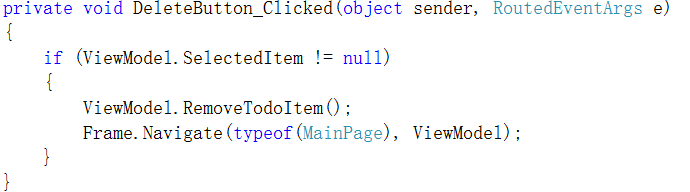 private void DeleteButton_Clicked(object sender, RoutedEventArgs e)
{
    if (ViewModel.SelectedItem != null)
    {
        ViewModel.RemoveTodoItem();
        Frame.Navigate(typeof(MainPage), ViewModel);
    }
}